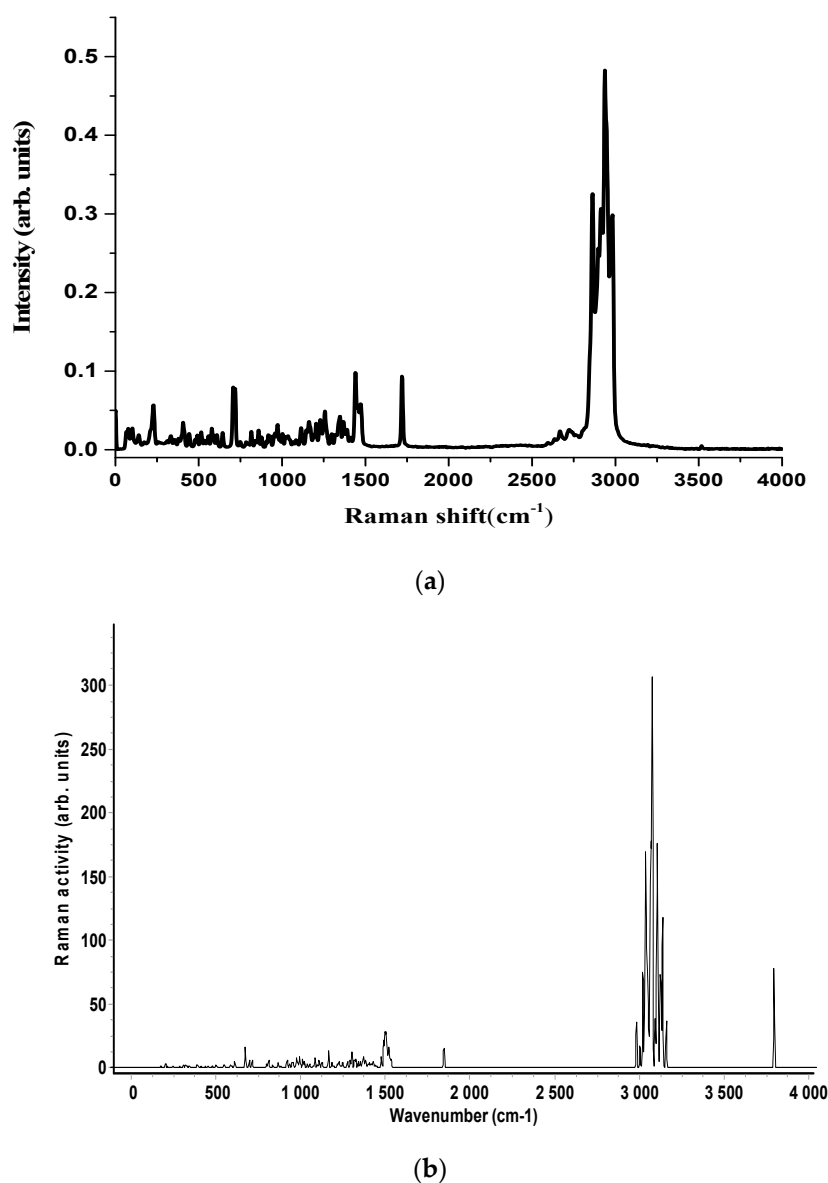 0.5
0.4
0.3
0.2
0.1
0.0
Intensity (arb. units)
0 500 1000 1500 2000 2500 3000 3500 4000
Raman shift(cm-1)
(a)
300
250
200
150
100
50
0
Raman activity (arb. units)
0 500 1 000 1 500 2 000 2 500 3 000 3 500 4 000
Wavenumber (cm-1)
(b)